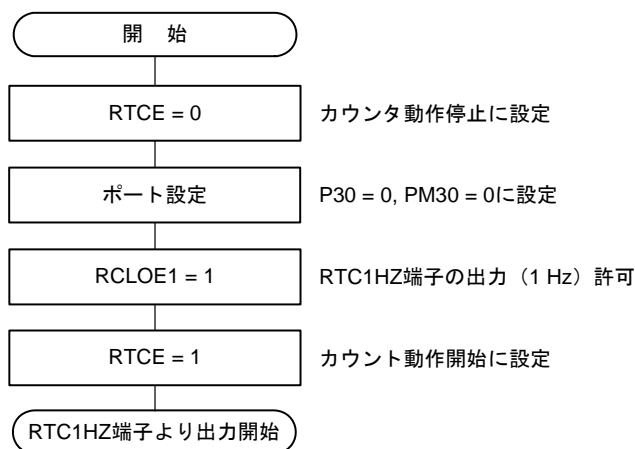 開 始
RTCE = 0
カウンタ動作停止に設定
ポート設定
P30 = 0, PM30 = 0に設定
RCLOE1 = 1
RTC1HZ端子の出力（1 Hz）許可
RTCE = 1
カウント動作開始に設定
RTC1HZ端子より出力開始